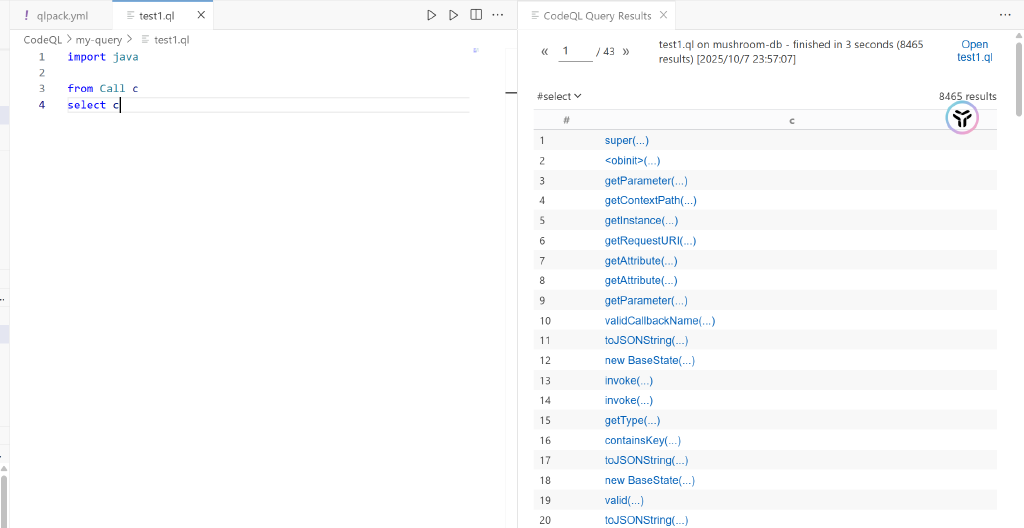 ! qlpack.yml
test1.ql
CodeQL > my-query > test1.ql
1 import java
2
3 from Call c
4 select c
CodeQL Query Results
« 1 / 43 »
test1.ql on mushroom-db - finished in 3 seconds (8465 results) [2025/10/7 23:57:07]
Open test1.ql
#select
8465 results
# c
1 super(...)
2 <obinit>(...)
3 getParameter(...)
4 getContextPath(...)
5 getInstance(...)
6 getRequestURI(...)
7 getAttribute(...)
8 getAttribute(...)
9 getParameter(...)
10 validCallbackName(...)
11 toJSONString(...)
12 new BaseState(...)
13 invoke(...)
14 invoke(...)
15 getType(...)
16 containsKey(...)
17 toJSONString(...)
18 new BaseState(...)
19 valid(...)
20 toJSONString(...)